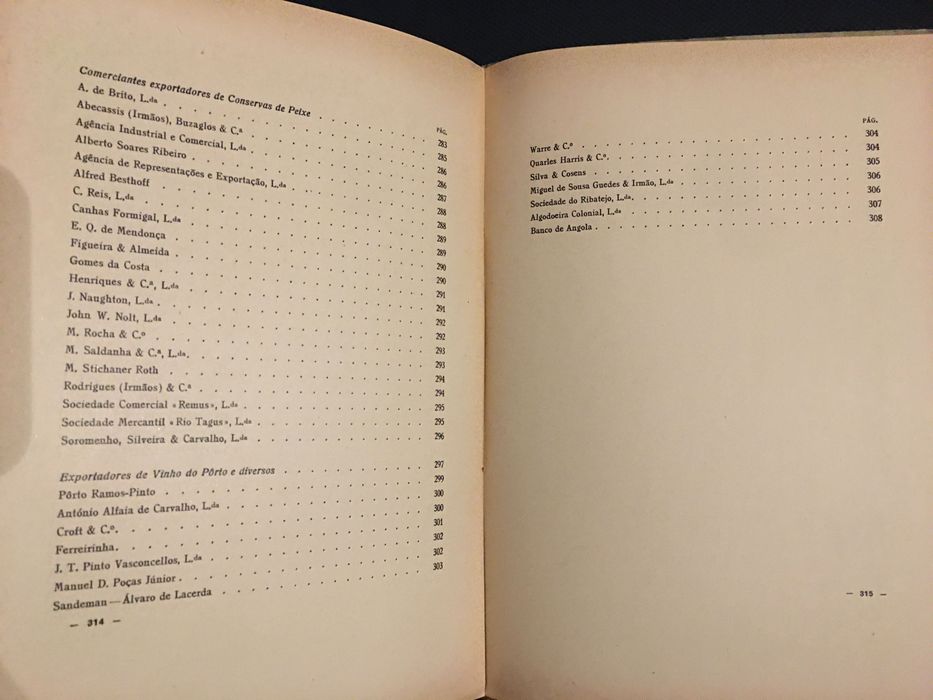 PÁG.
Comerciantes exportadores de Conservas de Peixe . . . . . . . 283
A. de Brito, L.da . . . . . . . . . . . . . . 285
Abecassis (Irmãos), Buzaglos & C.ª . . . . . . . . . . 286
Agência Industrial e Comercial, L.da . . . . . . . . . . 286
Alberto Soares Ribeiro . . . . . . . . . . . . . 287
Agência de Representações e Exportação, L.da . . . . . . . . 288
Alfred Besthoff . . . . . . . . . . . . . . 288
C. Reis, L.da . . . . . . . . . . . . . . . 289
Canhas Formigal, L.da . . . . . . . . . . . . . 289
E. Q. de Mendonça . . . . . . . . . . . . . 290
Figueira & Almeida . . . . . . . . . . . . . 290
Gomes da Costa . . . . . . . . . . . . . . 291
Henriques & C.ª, L.da . . . . . . . . . . . . . 291
J. Naughton, L.da . . . . . . . . . . . . . . 292
John W. Nolt, L.da . . . . . . . . . . . . . 292
M. Rocha & C.º . . . . . . . . . . . . . . 293
M. Saldanha & C.ª, L.da . . . . . . . . . . . . 293
M. Stichaner Roth . . . . . . . . . . . . . . 294
Rodrigues (Irmãos) & C.ª . . . . . . . . . . . . 294
Sociedade Comercial «Remus», L.da . . . . . . . . . . 295
Sociedade Mercantil «Rio Tagus», L.da . . . . . . . . . 295
Soromenho, Silveira & Carvalho, L.da . . . . . . . . . 296
Exportadores de Vinho do Pôrto e diversos . . . . . . . . 297
Pôrto Ramos-Pinto . . . . . . . . . . . . . . 299
António Alfaia de Carvalho, L.da . . . . . . . . . . . 300
Croft & C.º . . . . . . . . . . . . . . . . 300
Ferreirinha . . . . . . . . . . . . . . . . 301
J. T. Pinto Vasconcellos, L.da . . . . . . . . . . . 302
Manuel D. Poças Júnior . . . . . . . . . . . . . 302
Sandeman — Álvaro de Lacerda . . . . . . . . . . . 303
— 314 —
PÁG.
Warre & C.º . . . . . . . . . . . . . . . 304
Quarles Harris & C.º . . . . . . . . . . . . . 304
Silva & Cosens . . . . . . . . . . . . . . 305
Miguel de Sousa Guedes & Irmão, L.da . . . . . . . . . 306
Sociedade do Ribatejo, L.da . . . . . . . . . . . 306
Algodoeira Colonial, L.da . . . . . . . . . . . . 307
Banco de Angola . . . . . . . . . . . . . . 308
— 315 —